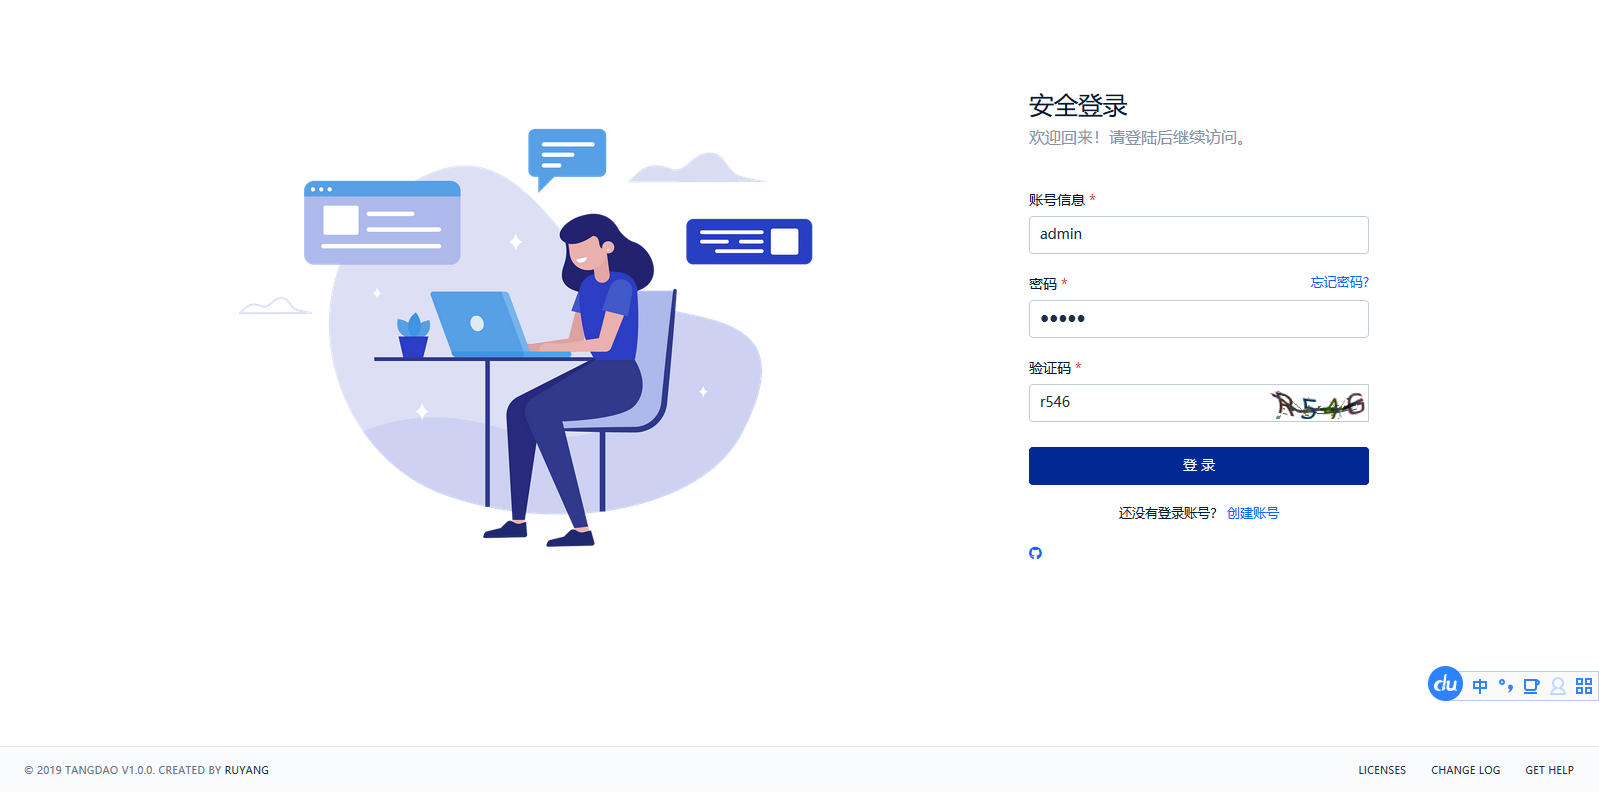 安全登录
欢迎回来！请登陆后继续访问。
账号信息 *
admin
密码 *
忘记密码?
●●●●●
验证码 *
r546
R546
登 录
还没有登录账号？ 创建账号
du 中 °,
© 2019 TANGDAO V1.0.0. CREATED BY RUYANG
LICENSES
CHANGE LOG
GET HELP